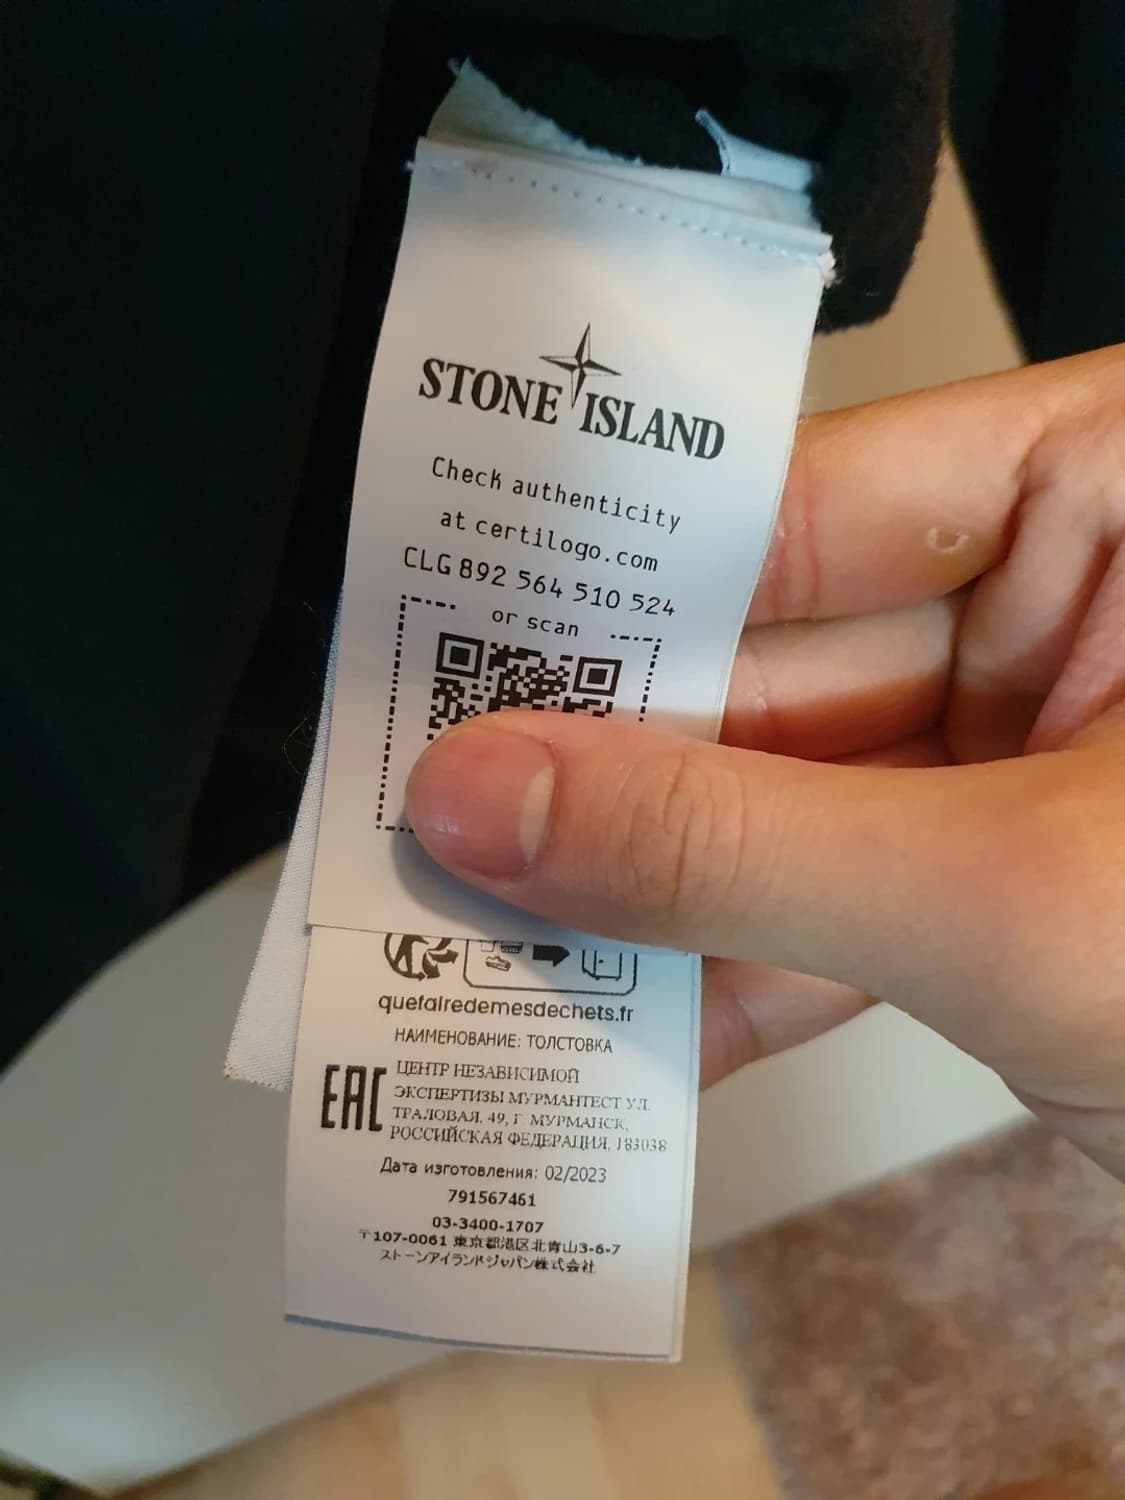 STONE ISLAND
Check authenticity
at certilogo.com
CLG 892 564 510 524
or scan
quefairedemesdechets.fr
НАИМЕНОВАНИЕ: ТОЛСТОВКА
EAC
ЦЕНТР НЕЗАВИСИМОЙ
ЭКСПЕРТИЗЫ МУРМАНТЕСТ УЛ.
ТРАЛОВАЯ, 49, Г МУРМАНСК,
РОССИЙСКАЯ ФЕДЕРАЦИЯ, 183038
Дата изготовления: 02/2023
791567461
03-3400-1707
〒107-0061 東京都港区北青山3-6-7
ストーンアイランドジャパン株式会社